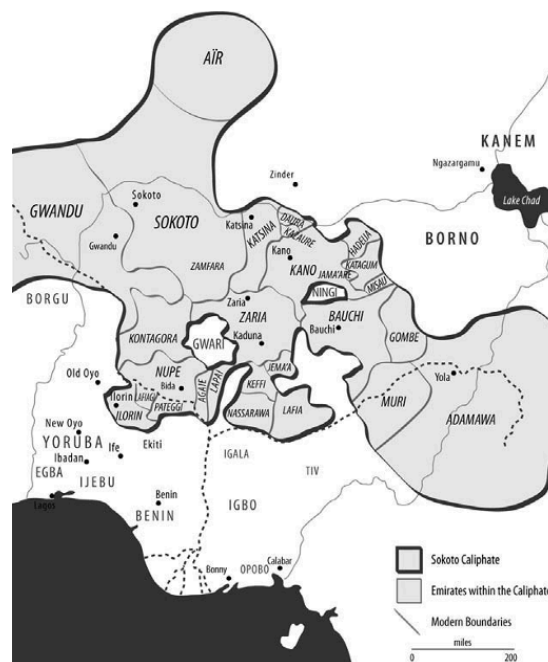 AÏR
KANEM
Ngazargamu
Zinder
Lake Chad
Sokoto
GWANDU
SOKOTO
Katsina
KATSINA
DAURA
KAZAURE
HADEIJA
BORNO
Gwandu
Kano
KANO
KATAGUM
ZAMFARA
JAMA'ARE
MISAU
NINGI
BORGU
Zaria
ZARIA
BAUCHI
KONTAGORA
GWARI
Kaduna
Bauchi
GOMBE
JEMA'A
Old Oyo
NUPE
Bida
AGAIE
LAPAI
KEFFI
Yola
MURI
ADAMAWA
Ilorin
LAFIAGI
PATEGGI
ILORIN
NASSARAWA
LAFIA
New Oyo
YORUBA
Ife
Ekiti
Ibadan
IGALA
TIV
EGBA
IJEBU
Lagos
Benin
BENIN
IGBO
Bonny
OPOBO
Calabar
Sokoto Caliphate
Emirates within the Caliphate
Modern Boundaries
miles
0 200